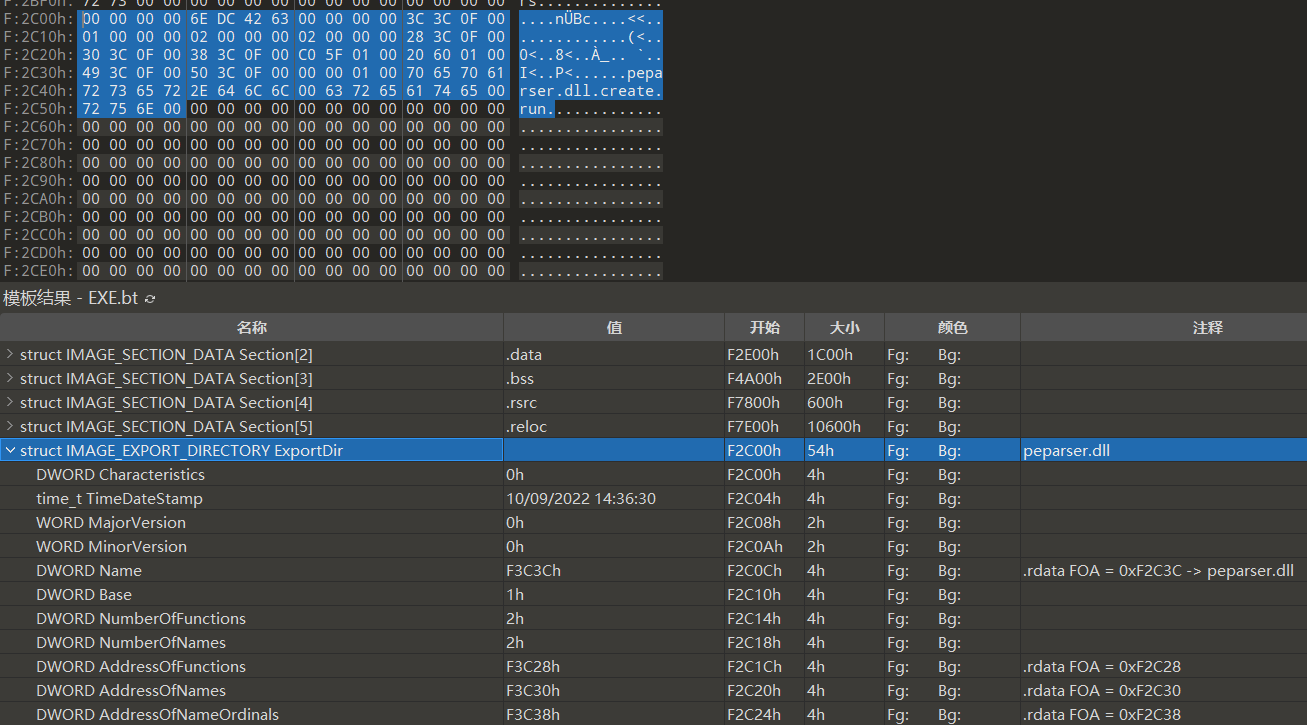 F:2BF0h: 72 73 00 00 00 00 00 00 00 00 00 00 00 00 00 00 rs..............
F:2C00h: 00 00 00 00 6E DC 42 63 00 00 00 00 3C 3C 0F 00 ....nÜBc....<<..
F:2C10h: 01 00 00 00 02 00 00 00 02 00 00 00 28 3C 0F 00 ............(<..
F:2C20h: 30 3C 0F 00 38 3C 0F 00 C0 5F 01 00 20 60 01 00 0<..8<..À_.. `..
F:2C30h: 49 3C 0F 00 50 3C 0F 00 00 00 01 00 70 65 70 61 I<..P<......pepa
F:2C40h: 72 73 65 72 2E 64 6C 6C 00 63 72 65 61 74 65 00 rser.dll.create.
F:2C50h: 72 75 6E 00 00 00 00 00 00 00 00 00 00 00 00 00 run.............
F:2C60h: 00 00 00 00 00 00 00 00 00 00 00 00 00 00 00 00 ................
F:2C70h: 00 00 00 00 00 00 00 00 00 00 00 00 00 00 00 00 ................
F:2C80h: 00 00 00 00 00 00 00 00 00 00 00 00 00 00 00 00 ................
F:2C90h: 00 00 00 00 00 00 00 00 00 00 00 00 00 00 00 00 ................
F:2CA0h: 00 00 00 00 00 00 00 00 00 00 00 00 00 00 00 00 ................
F:2CB0h: 00 00 00 00 00 00 00 00 00 00 00 00 00 00 00 00 ................
F:2CC0h: 00 00 00 00 00 00 00 00 00 00 00 00 00 00 00 00 ................
F:2CD0h: 00 00 00 00 00 00 00 00 00 00 00 00 00 00 00 00 ................
F:2CE0h: 00 00 00 00 00 00 00 00 00 00 00 00 00 00 00 00 ................
模板结果 - EXE.bt
名称 值 开始 大小 颜色 注释
struct IMAGE_SECTION_DATA Section[2] .data F2E00h 1C00h Fg: Bg:
struct IMAGE_SECTION_DATA Section[3] .bss F4A00h 2E00h Fg: Bg:
struct IMAGE_SECTION_DATA Section[4] .rsrc F7800h 600h Fg: Bg:
struct IMAGE_SECTION_DATA Section[5] .reloc F7E00h 10600h Fg: Bg:
struct IMAGE_EXPORT_DIRECTORY ExportDir F2C00h 54h Fg: Bg: peparser.dll
DWORD Characteristics 0h F2C00h 4h Fg: Bg:
time_t TimeDateStamp 10/09/2022 14:36:30 F2C04h 4h Fg: Bg:
WORD MajorVersion 0h F2C08h 2h Fg: Bg:
WORD MinorVersion 0h F2C0Ah 2h Fg: Bg:
DWORD Name F3C3Ch F2C0Ch 4h Fg: Bg: .rdata FOA = 0xF2C3C -> peparser.dll
DWORD Base 1h F2C10h 4h Fg: Bg:
DWORD NumberOfFunctions 2h F2C14h 4h Fg: Bg:
DWORD NumberOfNames 2h F2C18h 4h Fg: Bg:
DWORD AddressOfFunctions F3C28h F2C1Ch 4h Fg: Bg: .rdata FOA = 0xF2C28
DWORD AddressOfNames F3C30h F2C20h 4h Fg: Bg: .rdata FOA = 0xF2C30
DWORD AddressOfNameOrdinals F3C38h F2C24h 4h Fg: Bg: .rdata FOA = 0xF2C38